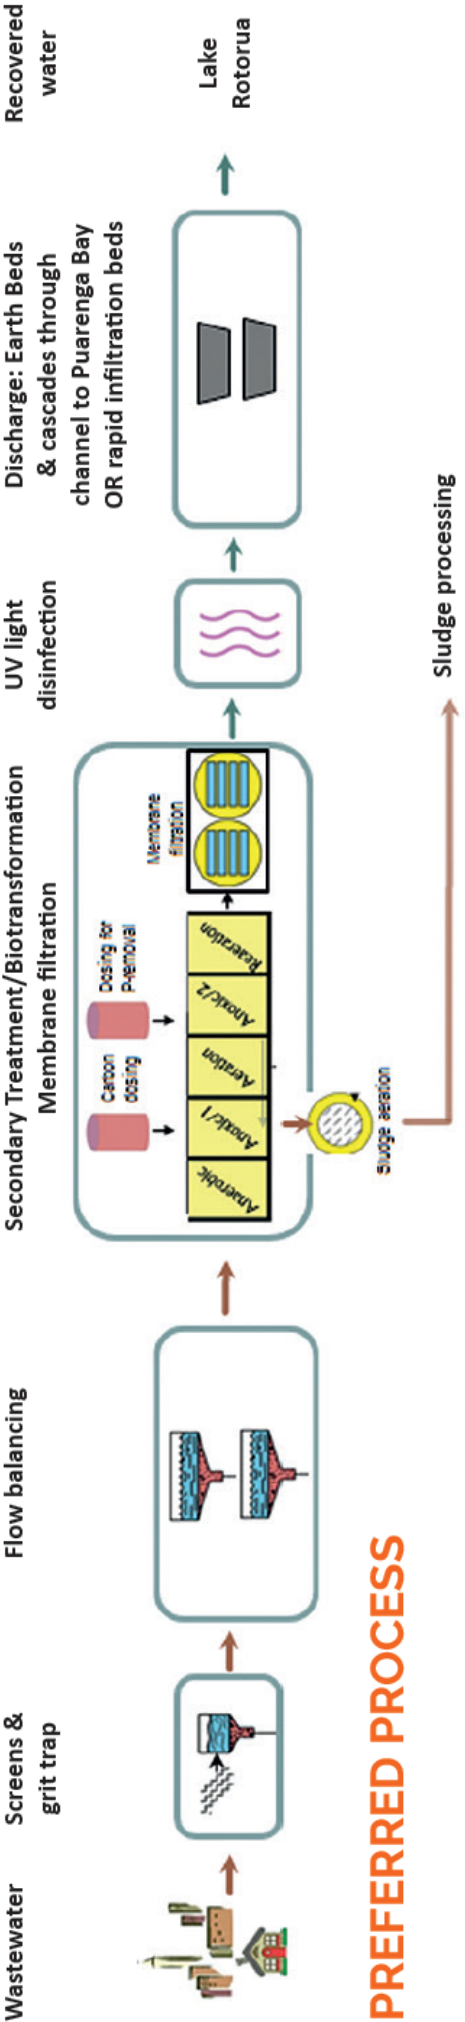 Wastewater
Screens &
grit trap
Flow balancing
Secondary Treatment/Biotransformation
Membrane filtration
UV light
disinfection
Discharge: Earth Beds
& cascades through
channel to Puarenga Bay
OR rapid infiltration beds
Recovered
water
Carbon
dosing
Dosing for
P-removal
Membrane
filtration
Anaerobic
Anoxic/1
Aeration
Anoxic/2
Reaeration
Sludge aeration
Sludge processing
Lake
Rotorua
PREFERRED PROCESS